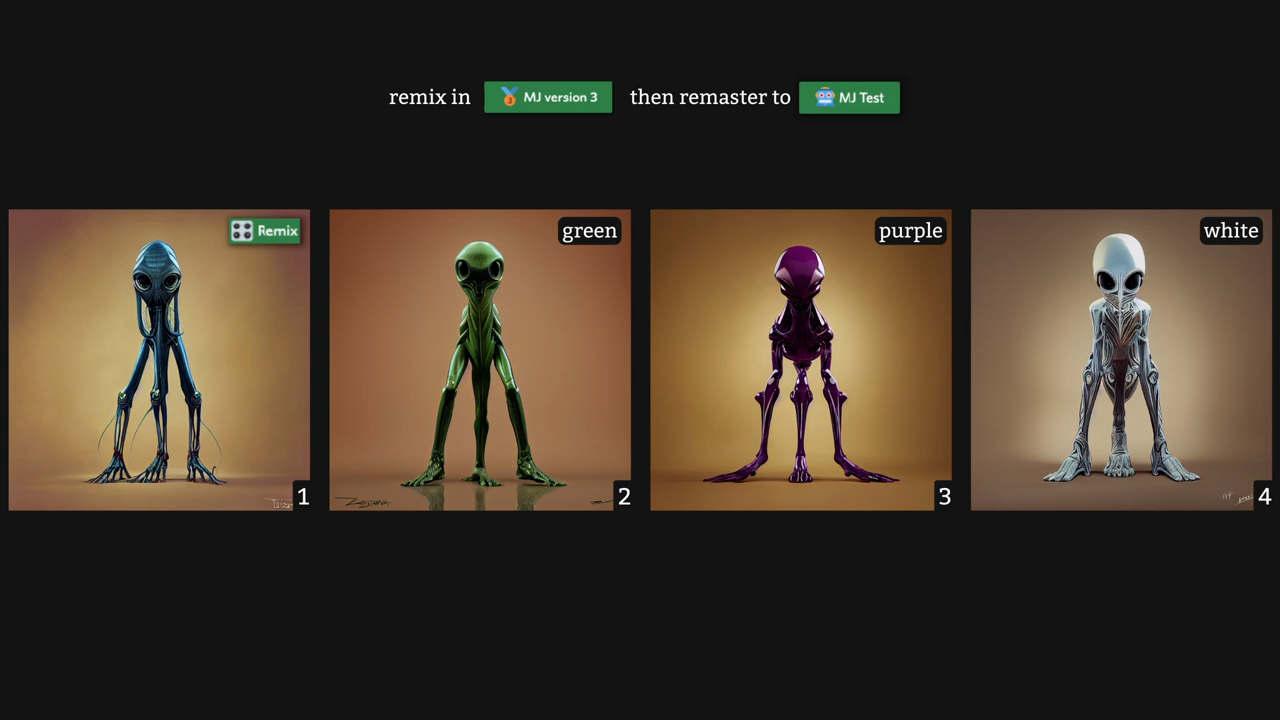 remix in MJ version 3 then remaster to MJ Test
Remix
green
purple
white
1
2
3
4